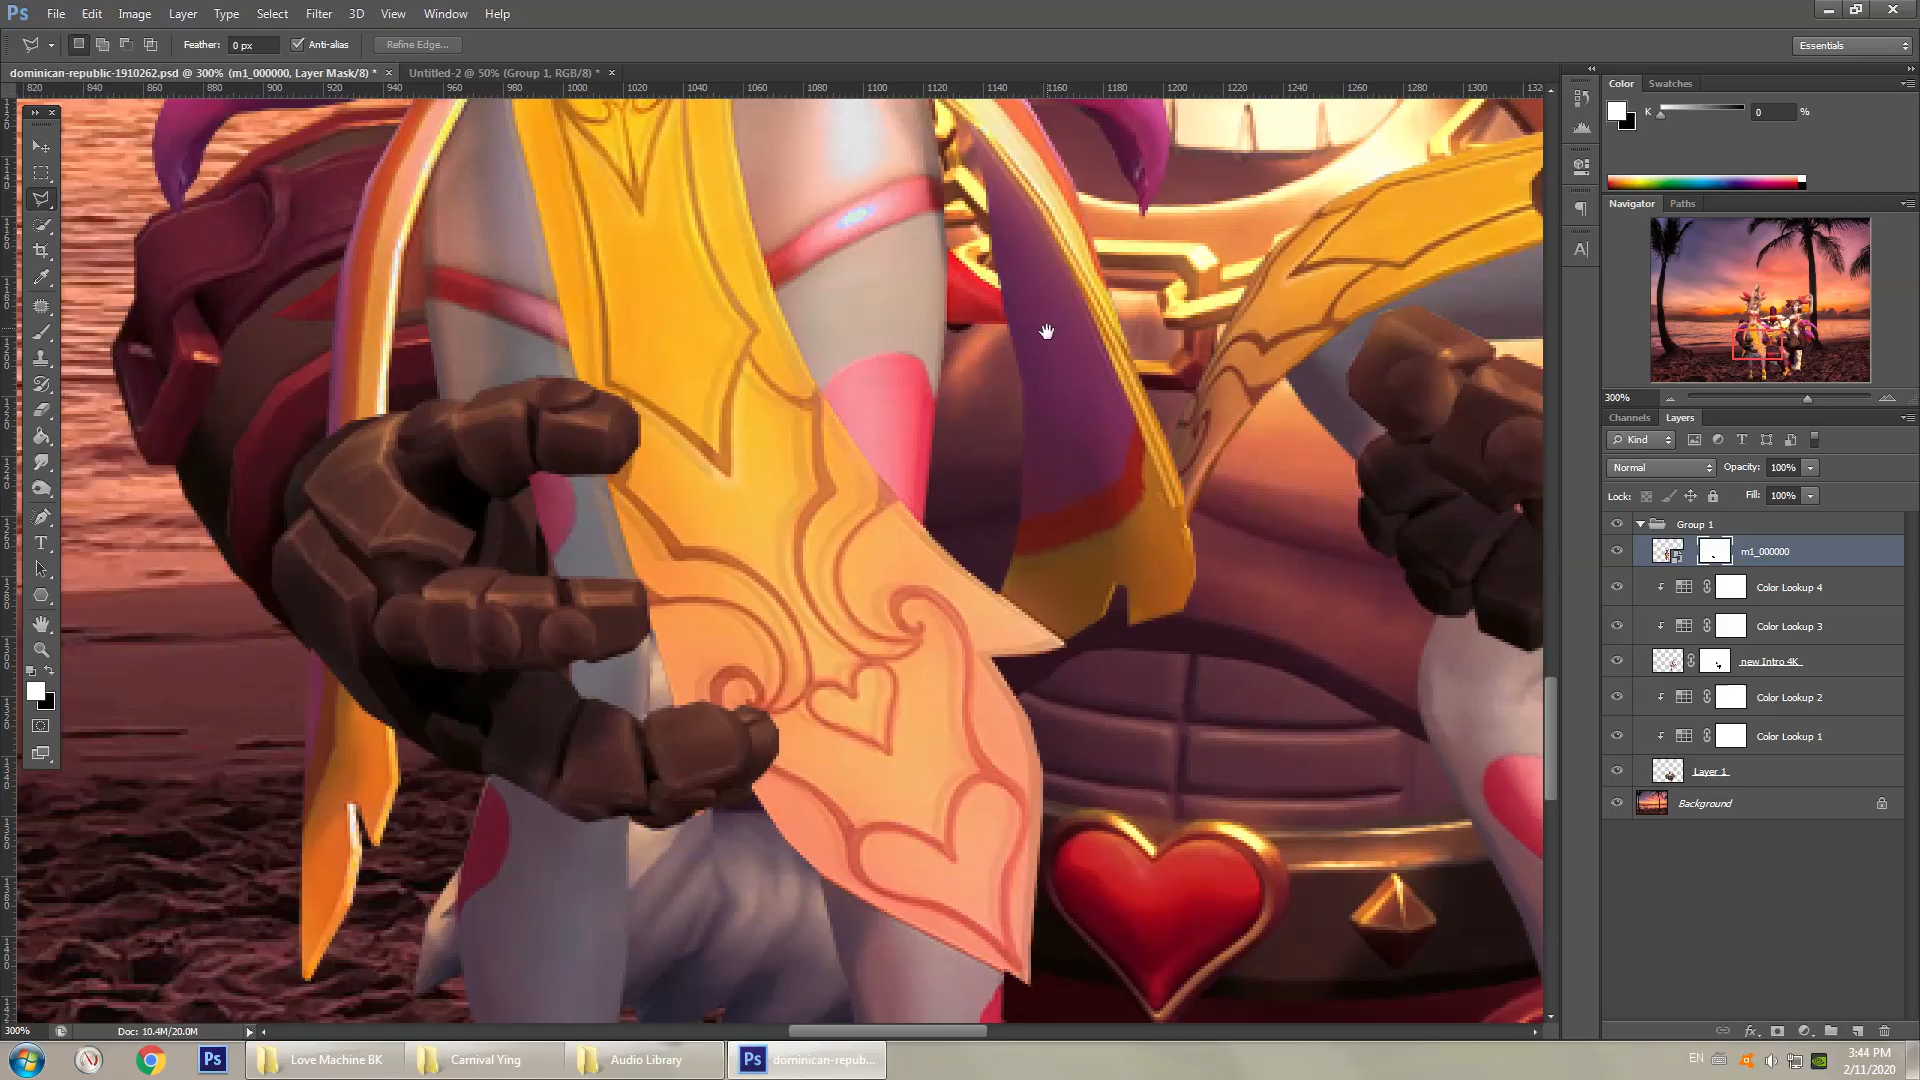 Ps File Edit Image Layer Type Select Filter 3D View Window Help
Feather: 0 px Anti-alias Refine Edge... Essentials
dominican-republic-1910262.psd @ 300% (m1_000000, Layer Mask/8) * × Untitled-2 @ 50% (Group 1, RGB/8) * ×
820 840 860 880 900 920 940 960 980 1000 1020 1040 1060 1080 1100 1120 1140 1160 1180 1200 1220 1240 1260 1280 1300
Color Swatches
K 0 %
Navigator Paths
300%
Channels Layers
Kind
Normal Opacity: 100%
Lock: Fill: 100%
Group 1
m1_000000
Color Lookup 4
Color Lookup 3
new Intro 4K
Color Lookup 2
Color Lookup 1
Layer 1
Background
300% Doc: 10.4M/20.0M
Ps Love Machine BK Carnival Ying Audio Library Ps dominican-repub... EN 3:44 PM
2/11/2020